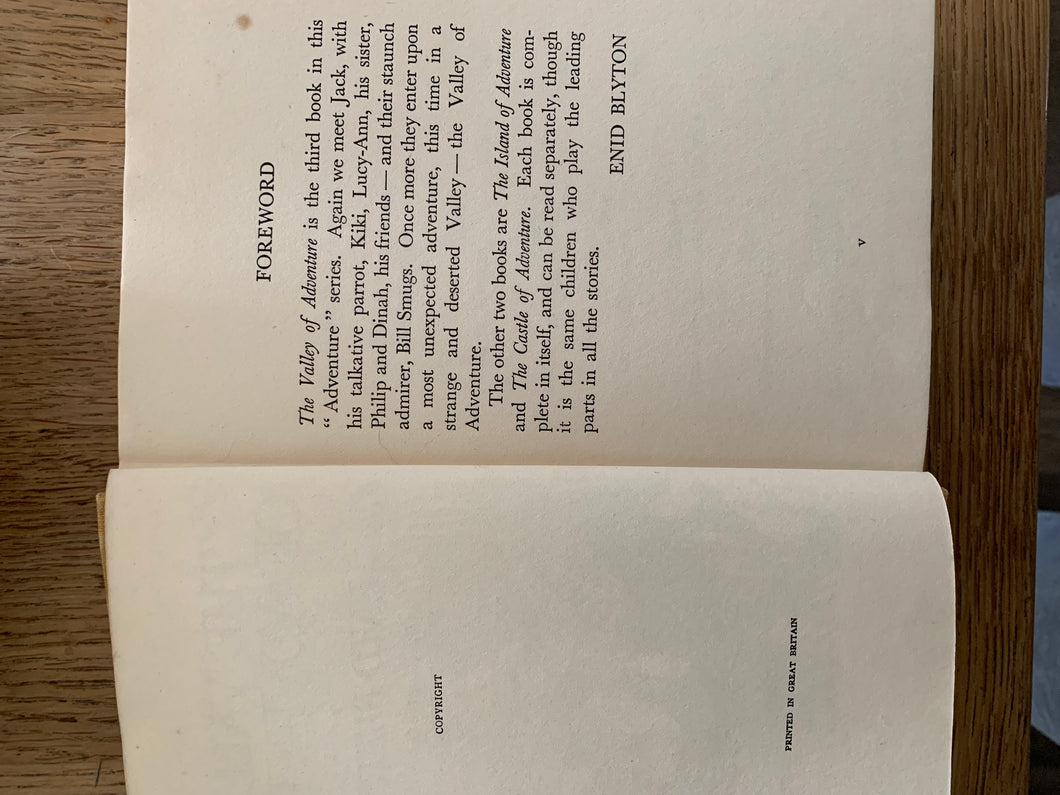 COPYRIGHT
PRINTED IN GREAT BRITAIN
FOREWORD
The Valley of Adventure is the third book in this
“ Adventure ” series. Again we meet Jack, with
his talkative parrot, Kiki, Lucy-Ann, his sister,
Philip and Dinah, his friends — and their staunch
admirer, Bill Smugs. Once more they enter upon
a most unexpected adventure, this time in a
strange and deserted Valley — the Valley of
Adventure.
The other two books are The Island of Adventure
and The Castle of Adventure. Each book is com-
plete in itself, and can be read separately, though
it is the same children who play the leading
parts in all the stories.
ENID BLYTON
v